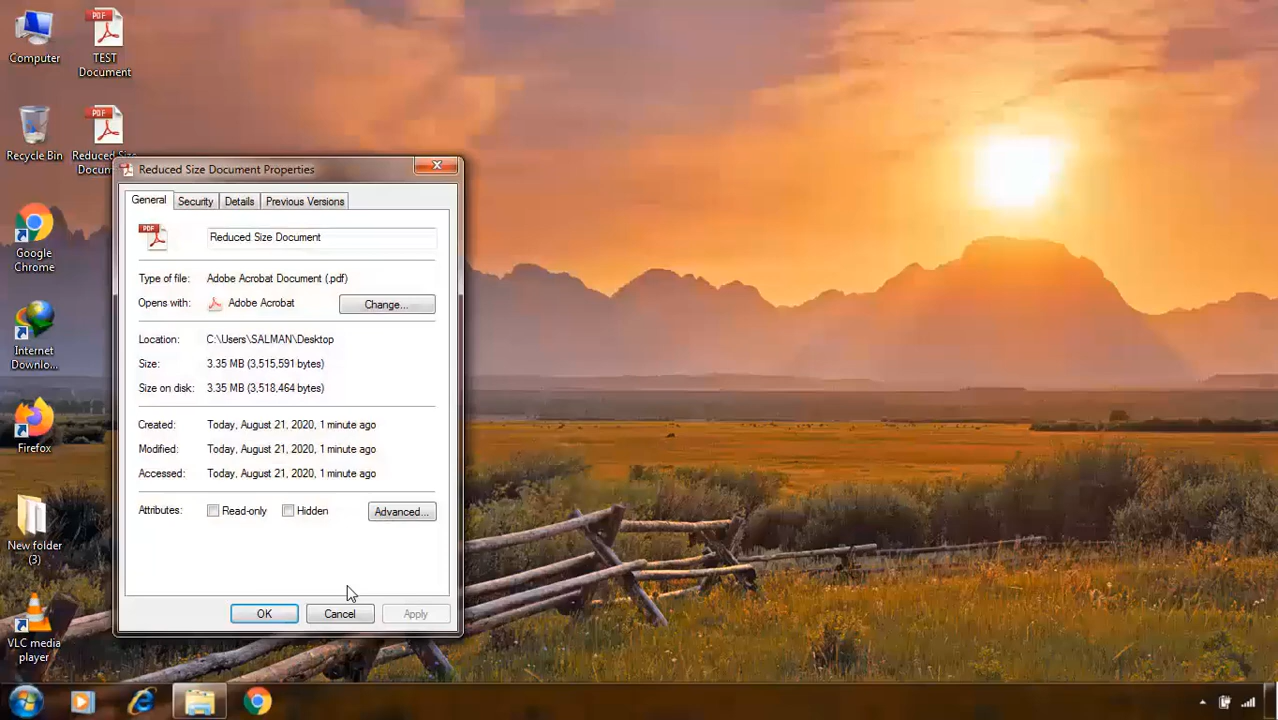 Computer
PDF
TEST
Document
Recycle Bin
PDF
Reduced Size
Google
Chrome
Internet
Downlo...
Firefox
New folder
(3)
VLC media
player
Reduced Size Document Properties
General
Security
Details
Previous Versions
PDF
Reduced Size Document
Type of file:
Adobe Acrobat Document (.pdf)
Opens with:
Adobe Acrobat
Change...
Location:
C:\Users\SALMAN\Desktop
Size:
3.35 MB (3,515,591 bytes)
Size on disk:
3.35 MB (3,518,464 bytes)
Created:
Today, August 21, 2020, 1 minute ago
Modified:
Today, August 21, 2020, 1 minute ago
Accessed:
Today, August 21, 2020, 1 minute ago
Attributes:
Read-only
Hidden
Advanced...
OK
Cancel
Apply